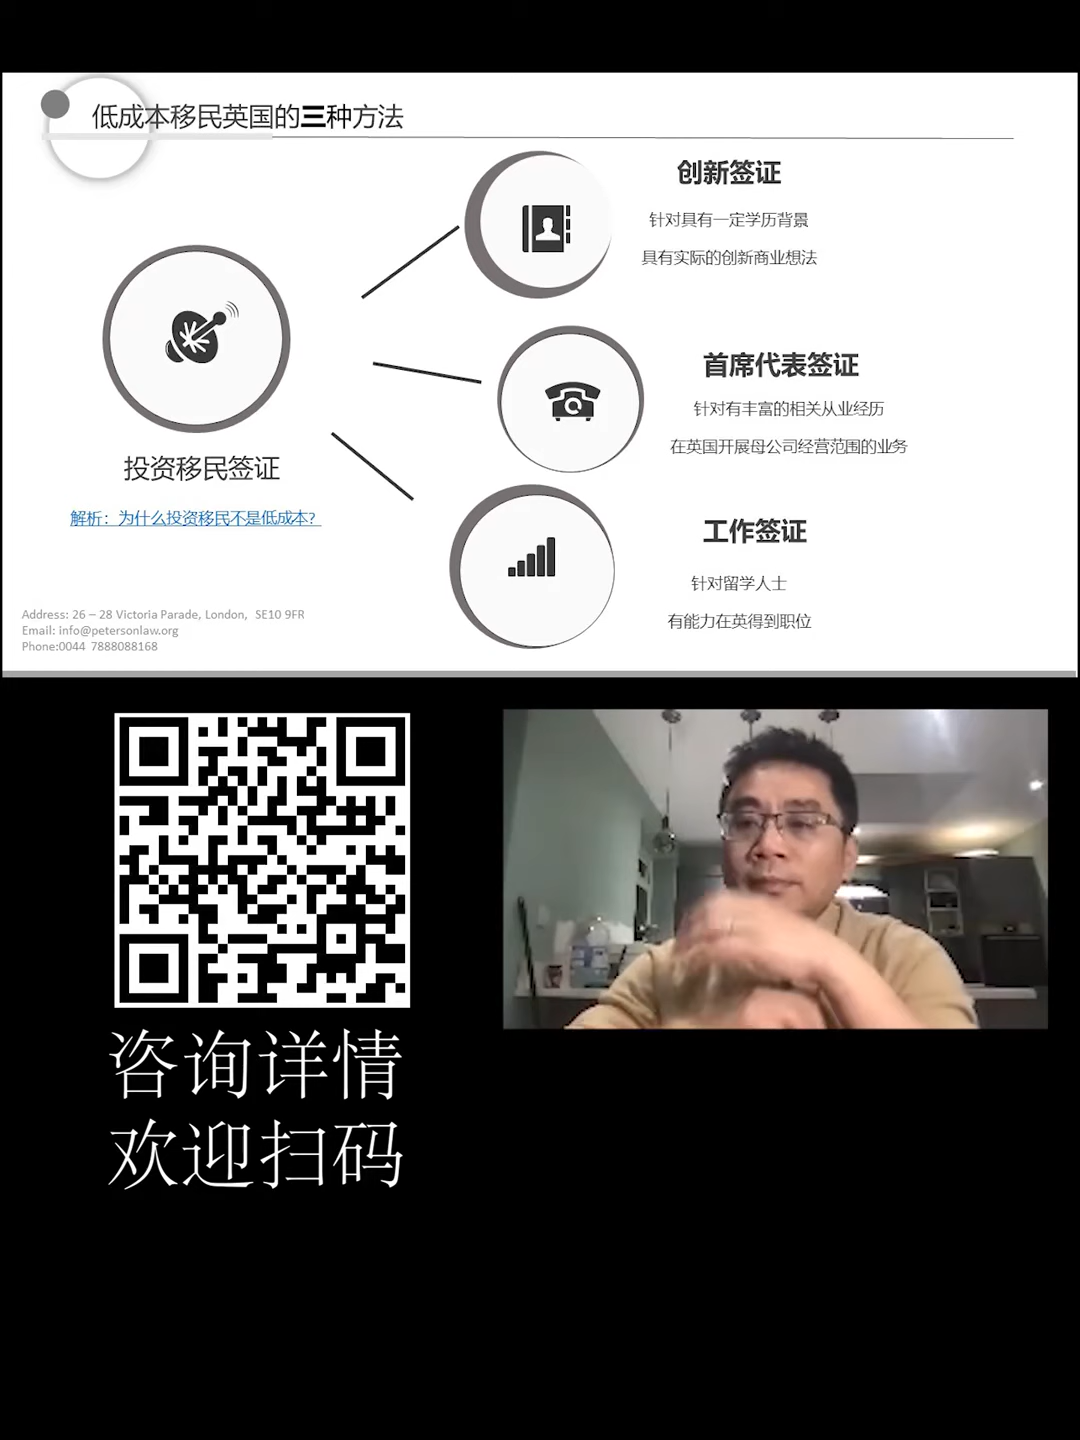 低成本移民英国的三种方法
创新签证
针对具有一定学历背景
具有实际的创新商业想法
首席代表签证
针对有丰富的相关从业经历
在英国开展母公司经营范围的业务
投资移民签证
解析：为什么投资移民不是低成本？
工作签证
针对留学人士
有能力在英得到职位
Address: 26 – 28 Victoria Parade, London, SE10 9FR
Email: info@petersonlaw.org
Phone:0044 7888088168
咨询详情
欢迎扫码